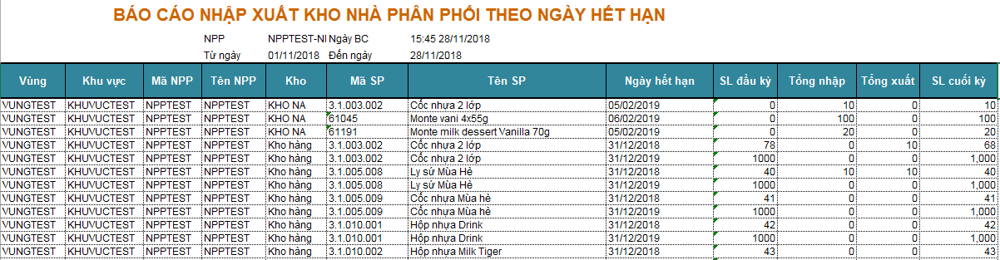 BÁO CÁO NHẬP XUẤT KHO NHÀ PHÂN PHỐI THEO NGÀY HẾT HẠN
NPP NPPTEST-NI Ngày BC 15:45 28/11/2018
Từ ngày 01/11/2018 Đến ngày 28/11/2018
Vùng Khu vực Mã NPP Tên NPP Kho Mã SP Tên SP Ngày hết hạn SL đầu kỳ Tổng nhập Tổng xuất SL cuối kỳ
VUNGTEST KHUVUCTEST NPPTEST NPPTEST KHO NA 3.1.003.002 Cốc nhựa 2 lớp 05/02/2019 0 10 0 10
VUNGTEST KHUVUCTEST NPPTEST NPPTEST KHO NA 61045 Monte vani 4x55g 06/02/2019 0 100 0 100
VUNGTEST KHUVUCTEST NPPTEST NPPTEST KHO NA 61191 Monte milk dessert Vanilla 70g 05/02/2019 0 20 0 20
VUNGTEST KHUVUCTEST NPPTEST NPPTEST Kho hàng 3.1.003.002 Cốc nhựa 2 lớp 31/12/2018 78 0 10 68
VUNGTEST KHUVUCTEST NPPTEST NPPTEST Kho hàng 3.1.003.002 Cốc nhựa 2 lớp 31/12/2019 1000 0 0 1,000
VUNGTEST KHUVUCTEST NPPTEST NPPTEST Kho hàng 3.1.005.008 Ly sứ Mùa Hè 31/12/2018 40 10 10 40
VUNGTEST KHUVUCTEST NPPTEST NPPTEST Kho hàng 3.1.005.008 Ly sứ Mùa Hè 31/12/2019 1000 0 0 1,000
VUNGTEST KHUVUCTEST NPPTEST NPPTEST Kho hàng 3.1.005.009 Cốc nhựa Mùa hè 31/12/2018 41 0 0 41
VUNGTEST KHUVUCTEST NPPTEST NPPTEST Kho hàng 3.1.005.009 Cốc nhựa Mùa hè 31/12/2019 1000 0 0 1,000
VUNGTEST KHUVUCTEST NPPTEST NPPTEST Kho hàng 3.1.010.001 Hộp nhựa Drink 31/12/2018 42 0 0 42
VUNGTEST KHUVUCTEST NPPTEST NPPTEST Kho hàng 3.1.010.001 Hộp nhựa Drink 31/12/2019 1000 0 0 1,000
VUNGTEST KHUVUCTEST NPPTEST NPPTEST Kho hàng 3.1.010.002 Hộp nhựa Milk Tiger 31/12/2018 43 0 0 43